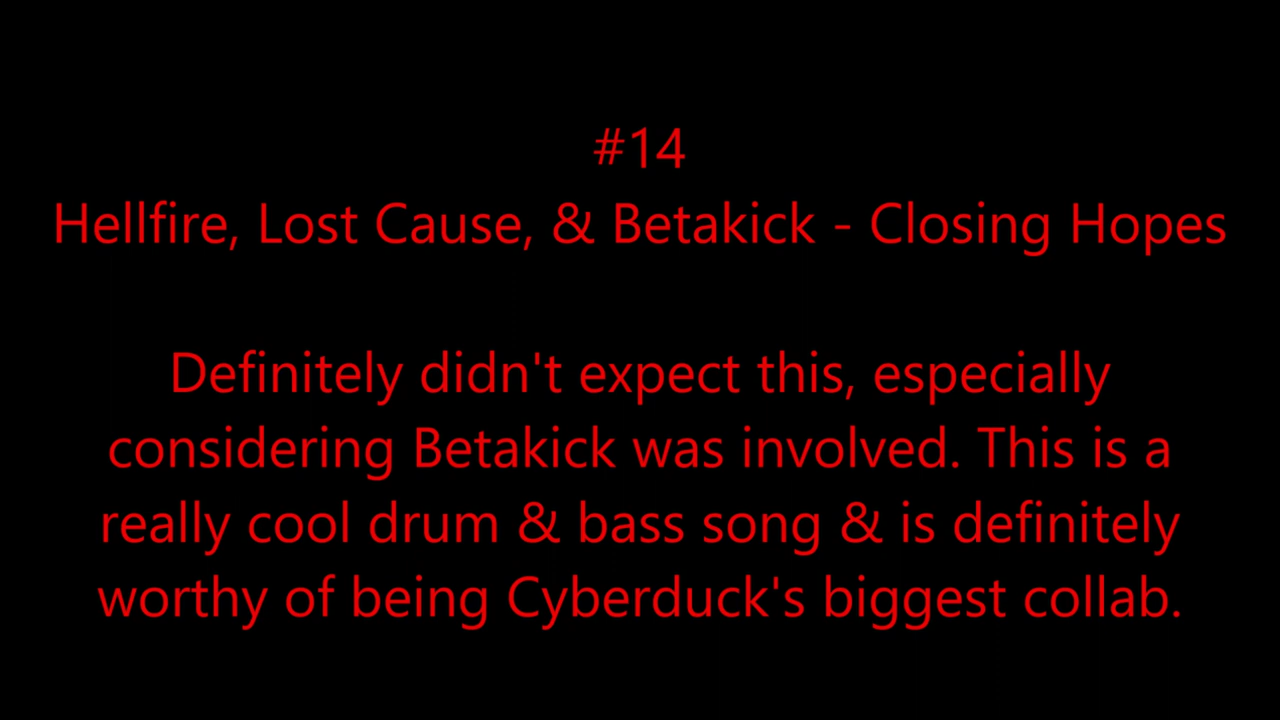 #14
Hellfire, Lost Cause, & Betakick - Closing Hopes
Definitely didn't expect this, especially
considering Betakick was involved. This is a
really cool drum & bass song & is definitely
worthy of being Cyberduck's biggest collab.